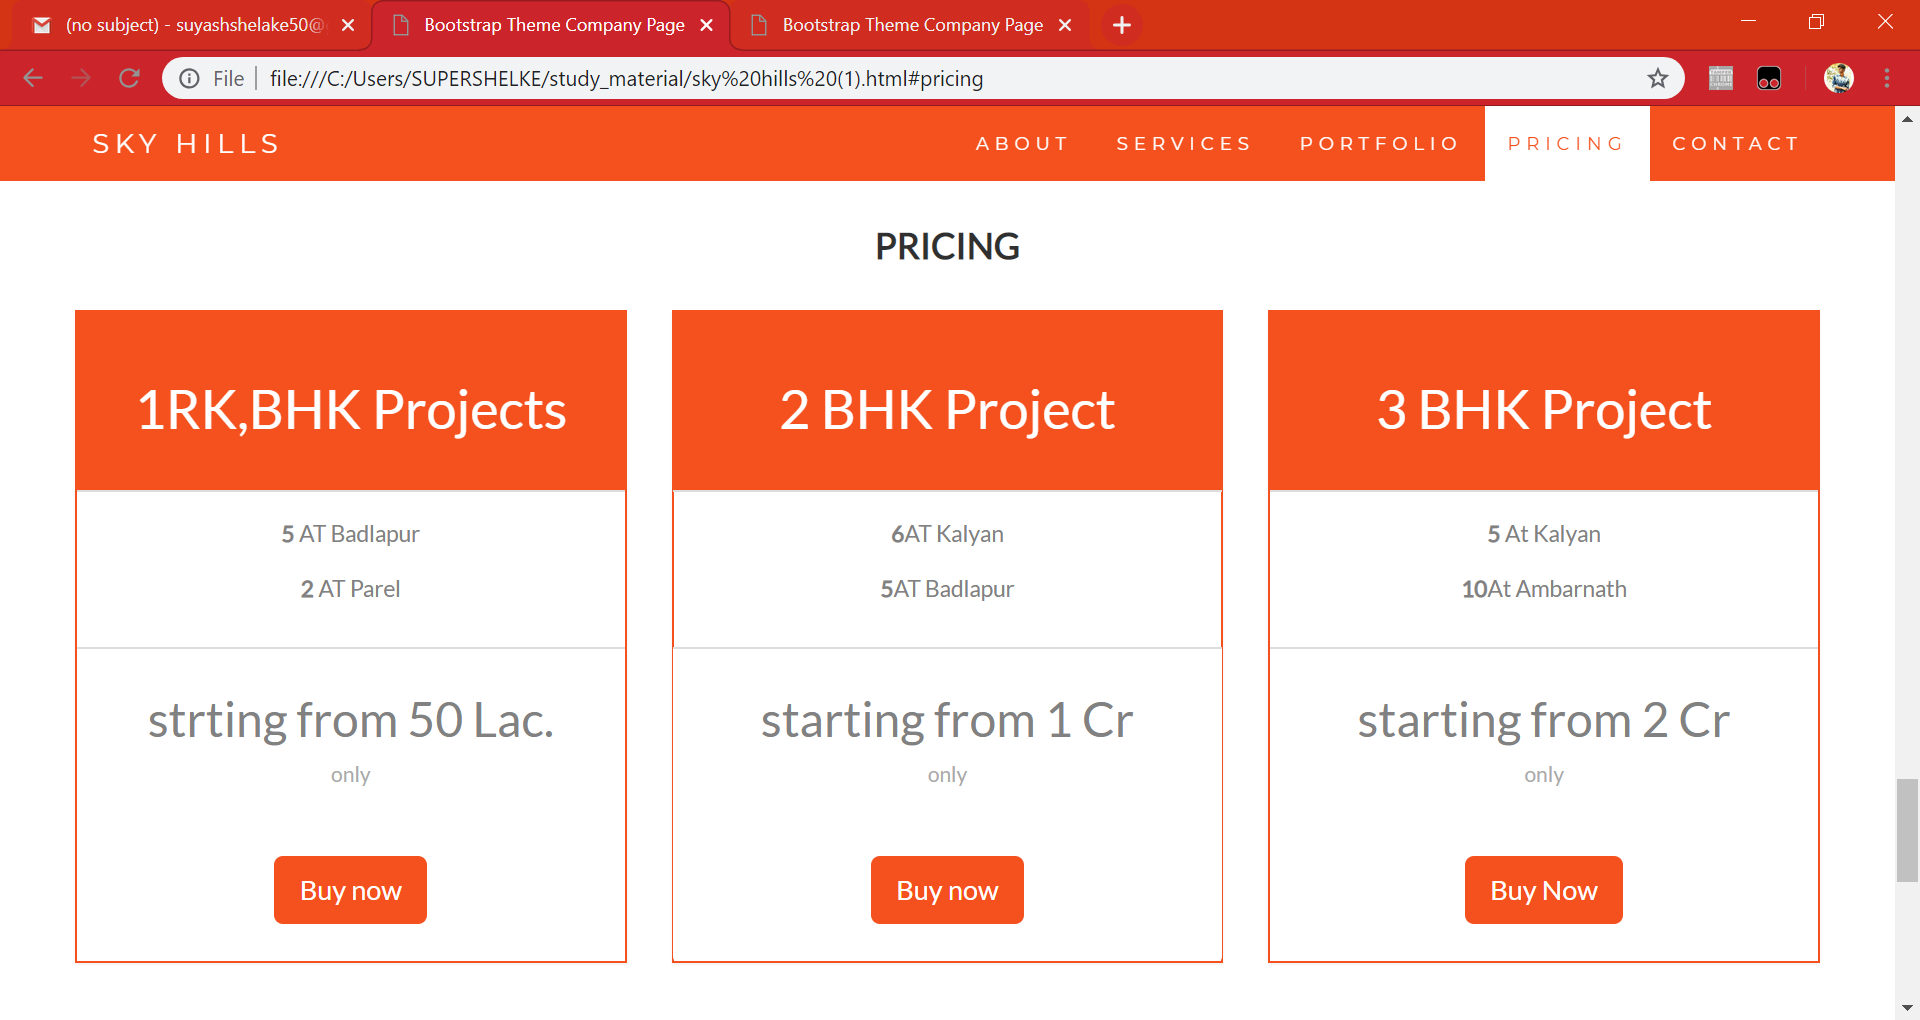 (no subject) - suyashshelake50@
Bootstrap Theme Company Page
Bootstrap Theme Company Page
File
file:///C:/Users/SUPERSHELKE/study_material/sky%20hills%20(1).html#pricing
SKY HILLS
ABOUT
SERVICES
PORTFOLIO
PRICING
CONTACT
PRICING
1RK,BHK Projects
5 AT Badlapur
2 AT Parel
strting from 50 Lac.
only
Buy now
2 BHK Project
6AT Kalyan
5AT Badlapur
starting from 1 Cr
only
Buy now
3 BHK Project
5 At Kalyan
10At Ambarnath
starting from 2 Cr
only
Buy Now